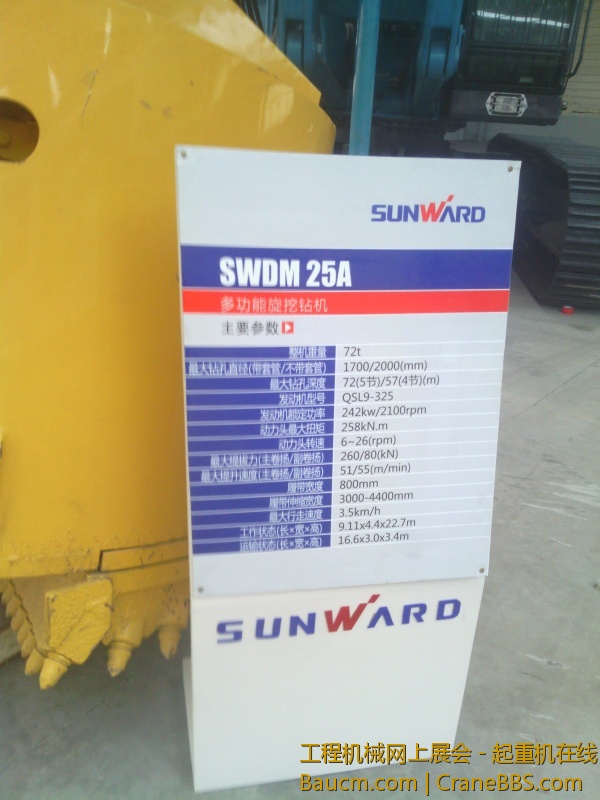 SUNWARD
SWDM 25A
多功能旋挖钻机
主要参数
整机重量 72t
最大钻孔直径(带套管/不带套管) 1700/2000(mm)
最大钻孔深度 72(5节)/57(4节)(m)
发动机型号 QSL9-325
发动机额定功率 242kw/2100rpm
动力头最大扭矩 258kN.m
动力头转速 6~26(rpm)
最大提拔力(主卷扬/副卷扬) 260/80(kN)
最大提升速度(主卷扬/副卷扬) 51/55(m/min)
履带宽度 800mm
履带伸缩宽度 3000-4400mm
最大行走速度 3.5km/h
工作状态(长×宽×高) 9.11x4.4x22.7m
运输状态(长×宽×高) 16.6x3.0x3.4m
SUNWARD
工程机械网上展会 - 起重机在线
Baucm.com | CraneBBS.com